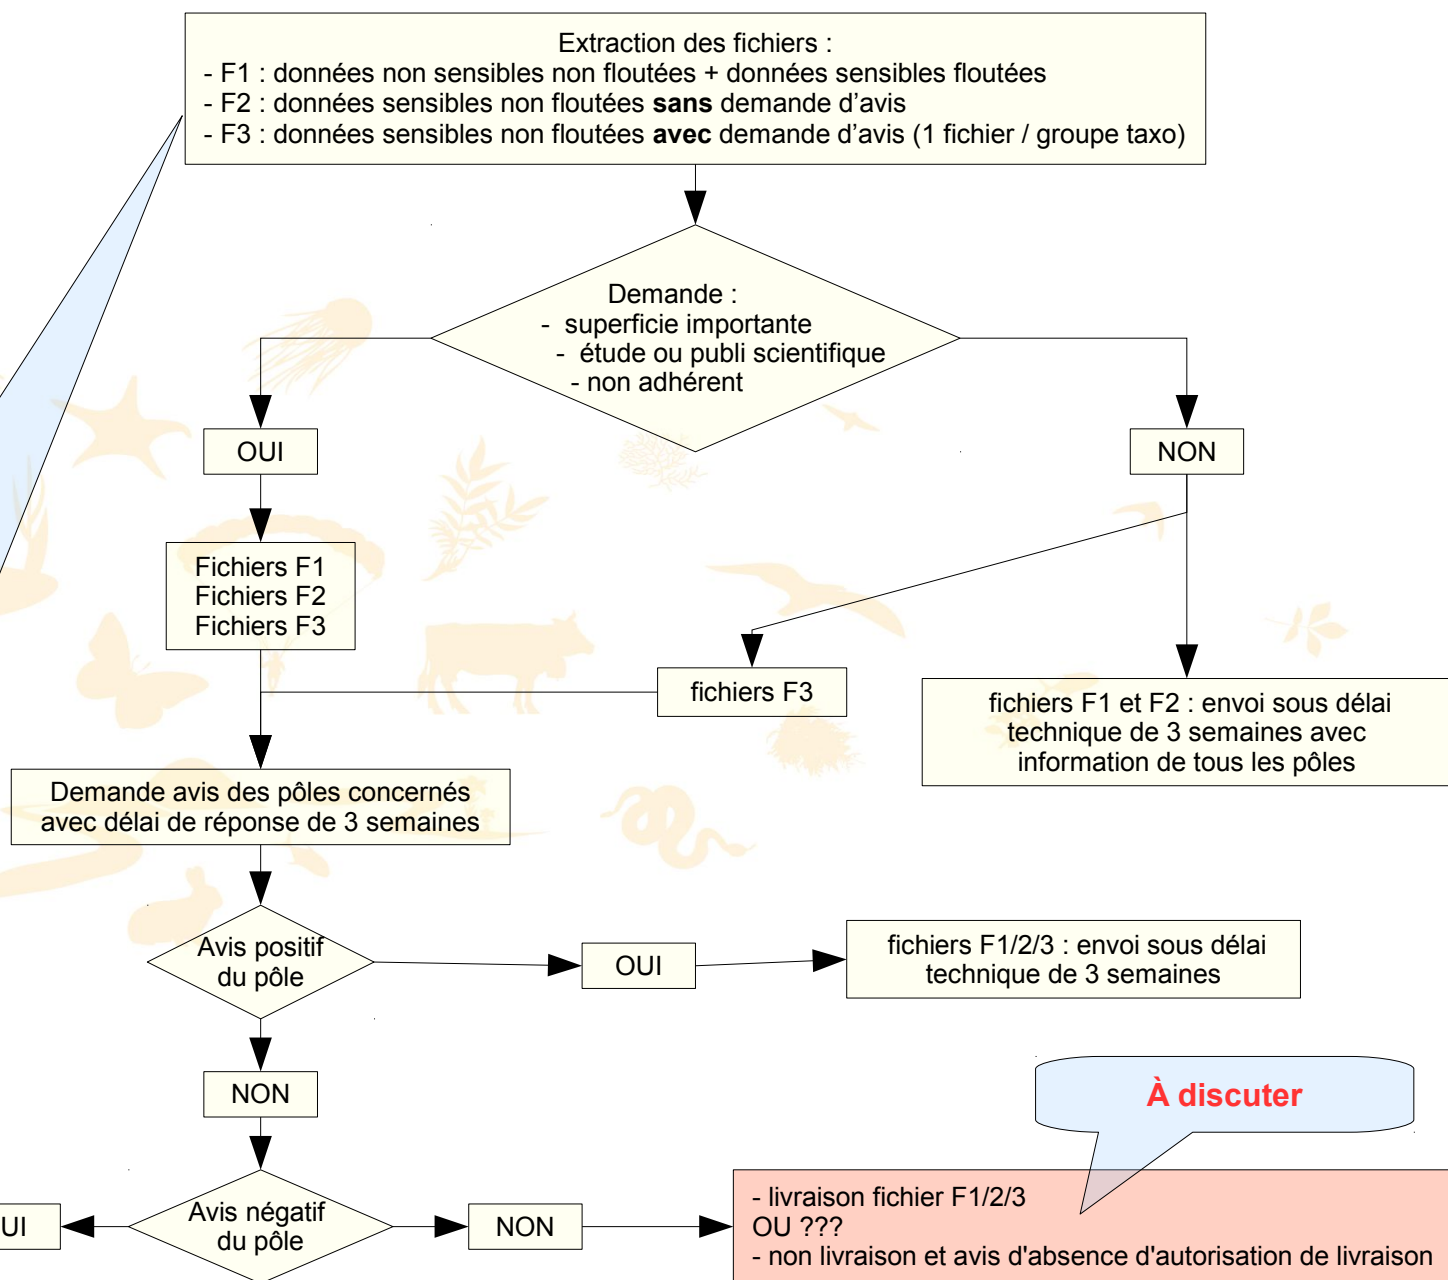 Extraction des fichiers :
- F1 : données non sensibles non floutées + données sensibles floutées
- F2 : données sensibles non floutées sans demande d'avis
- F3 : données sensibles non floutées avec demande d'avis (1 fichier / groupe taxo)
Demande :
- superficie importante
- étude ou publi scientifique
- non adhérent
OUI
NON
Fichiers F1
Fichiers F2
Fichiers F3
fichiers F3
fichiers F1 et F2 : envoi sous délai
technique de 3 semaines avec
information de tous les pôles
Demande avis des pôles concernés
avec délai de réponse de 3 semaines
Avis positif
du pôle
OUI
fichiers F1/2/3 : envoi sous délai
technique de 3 semaines
NON
À discuter
UI
Avis négatif
du pôle
NON
- livraison fichier F1/2/3
OU ???
- non livraison et avis d'absence d'autorisation de livraison